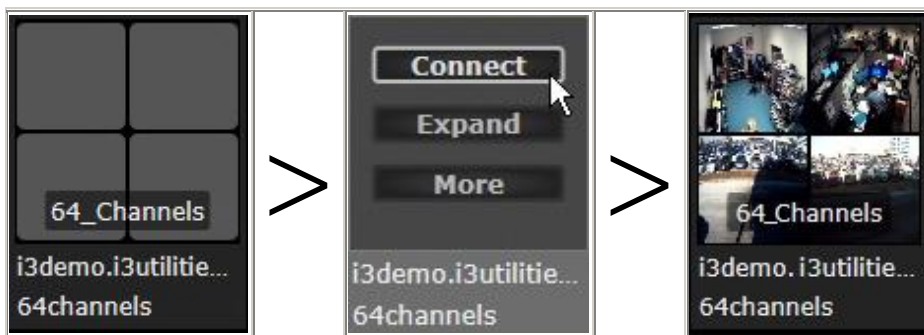 64_Channels
i3demo.i3utilitie...
64channels
>
Connect
Expand
More
i3demo.i3utilitie...
64channels
>
64_Channels
i3demo.i3utilitie...
64channels